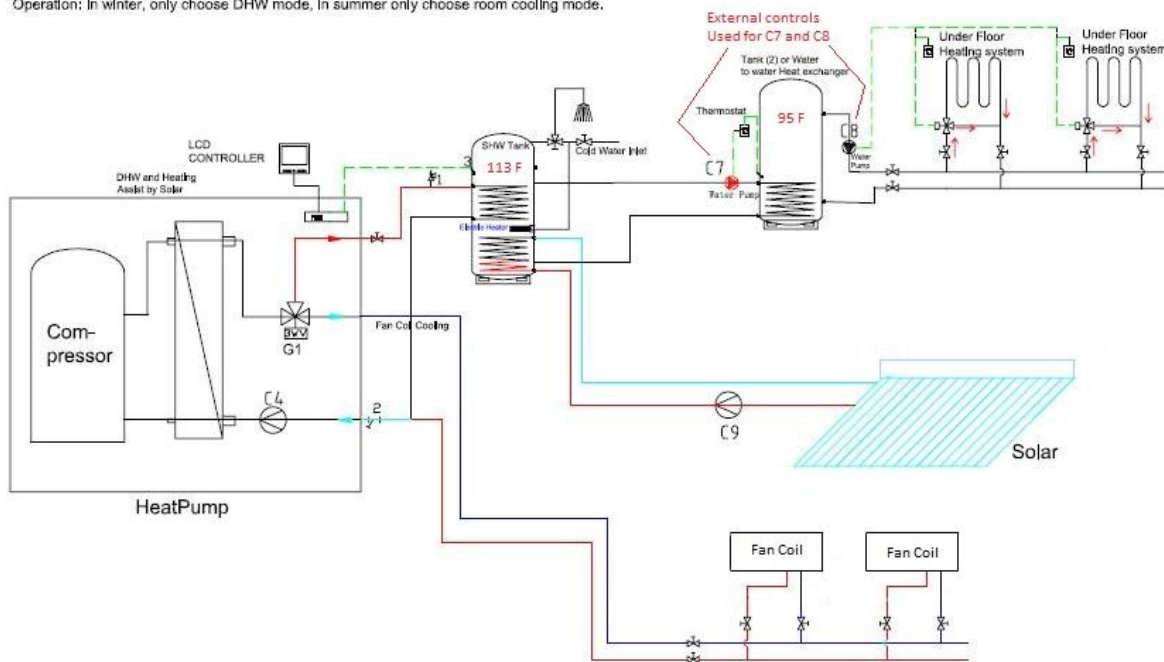 Operation: In winter, only choose DHW mode, In summer only choose room cooling mode.
External controls
Used for C7 and C8
Under Floor
Heating system
Under Floor
Heating system
Tank (2) or Water
to water Heat exchanger
95 F
C8
Water
Pump
Thermostat
C7
Water Pump
SHW Tank
113 F
Cold Water Inlet
Electric Heater
LCD
CONTROLLER
DHW and Heating
Assist by Solar
3
1
Com-
pressor
3WV
G1
Fan Coil Cooling
C4
2
HeatPump
C9
Solar
Fan Coil
Fan Coil